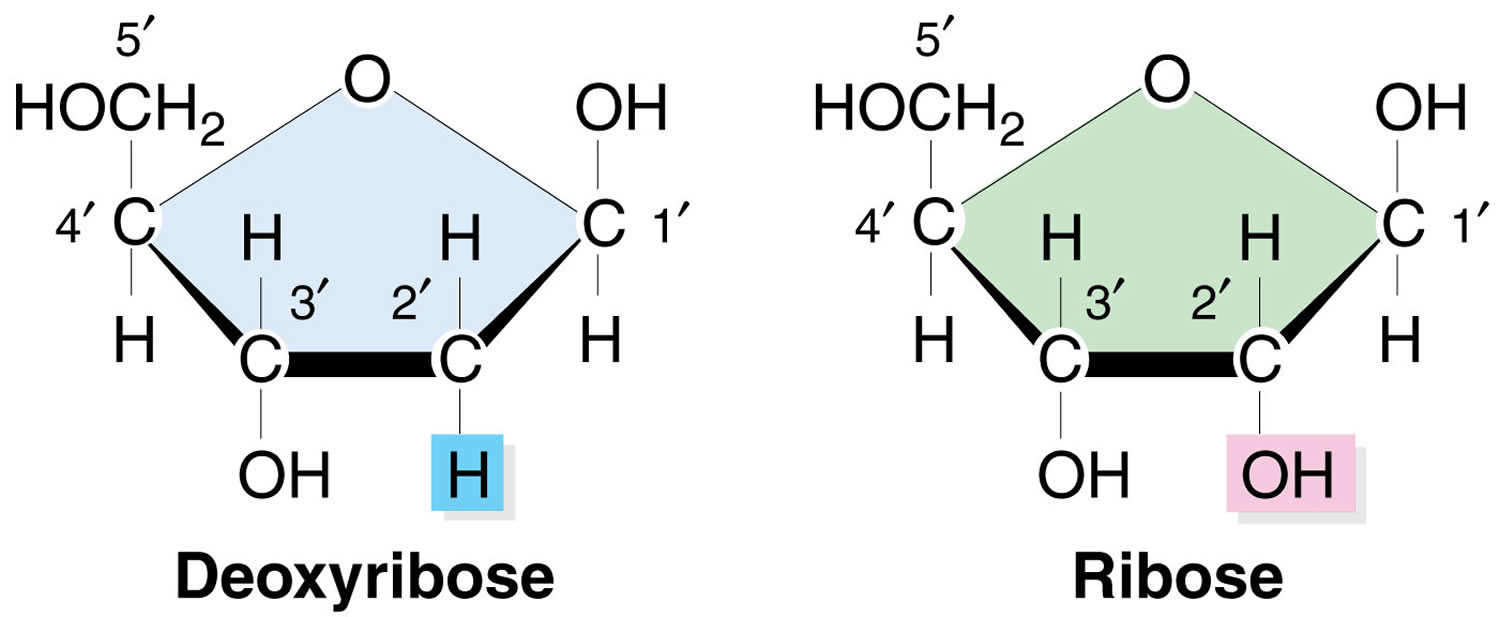 5′ 5′
HOCH₂ O OH HOCH₂ O OH
4′ C H H C 1′ 4′ C H H C 1′
3′ 2′ 3′ 2′
H C C H H C C H
OH H OH OH
Deoxyribose Ribose